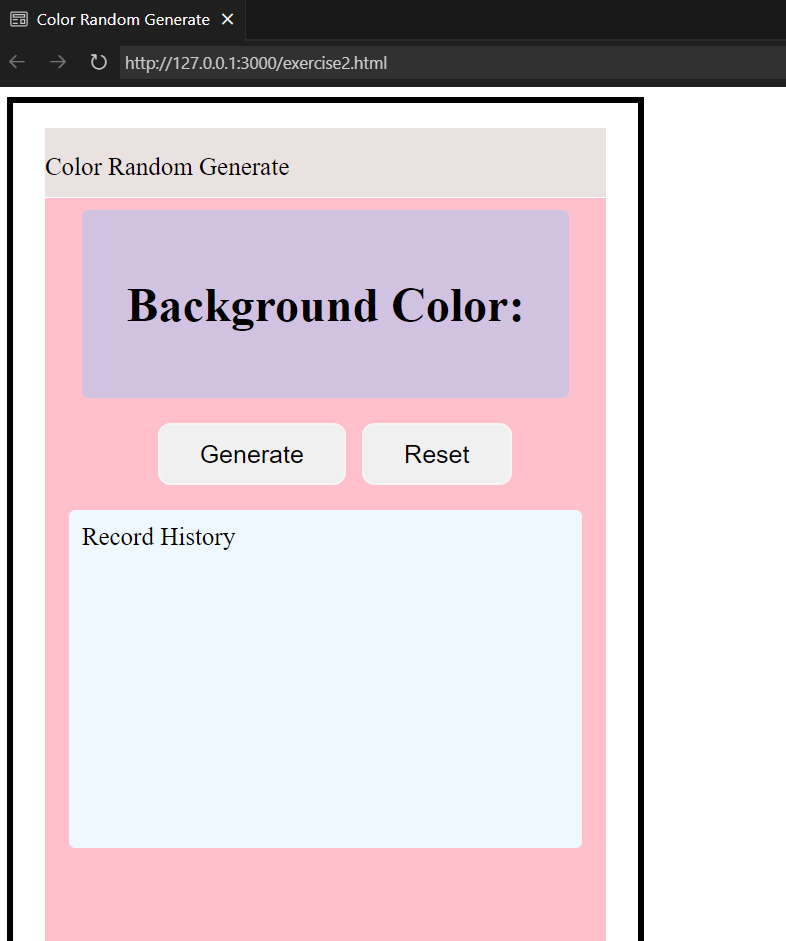 Color Random Generate
http://127.0.0.1:3000/exercise2.html
Color Random Generate
Background Color:
Generate Reset
Record History